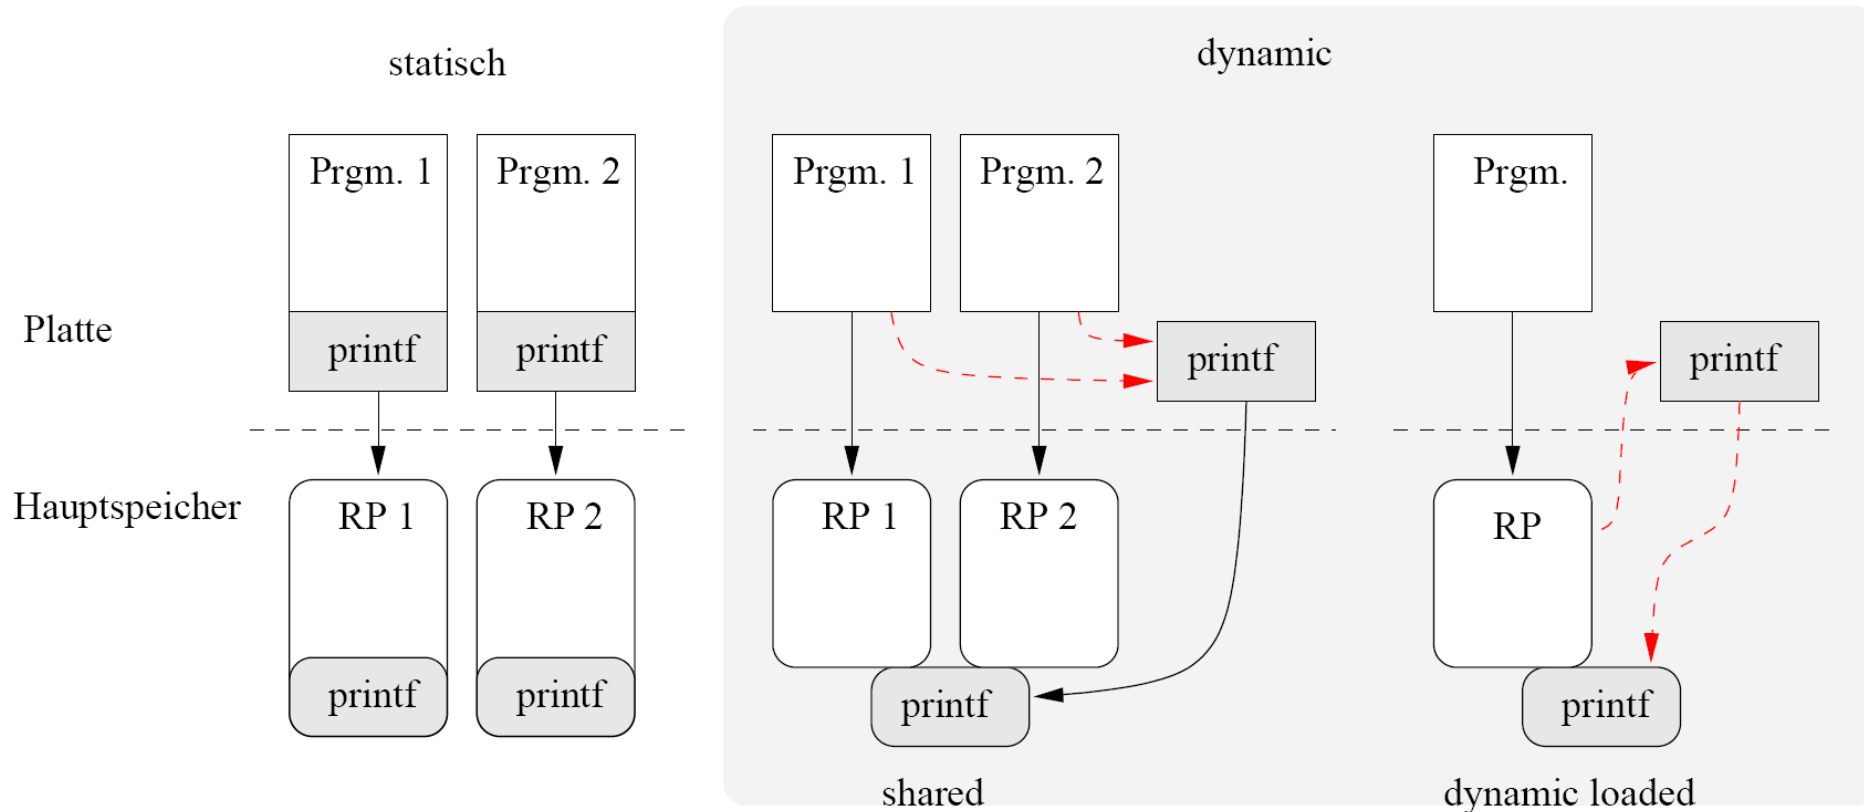 statisch
dynamic
Prgm. 1
Prgm. 2
Prgm. 1
Prgm. 2
Prgm.
Platte
printf
printf
printf
printf
Hauptspeicher
RP 1
RP 2
RP 1
RP 2
RP
printf
printf
printf
printf
shared
dynamic loaded